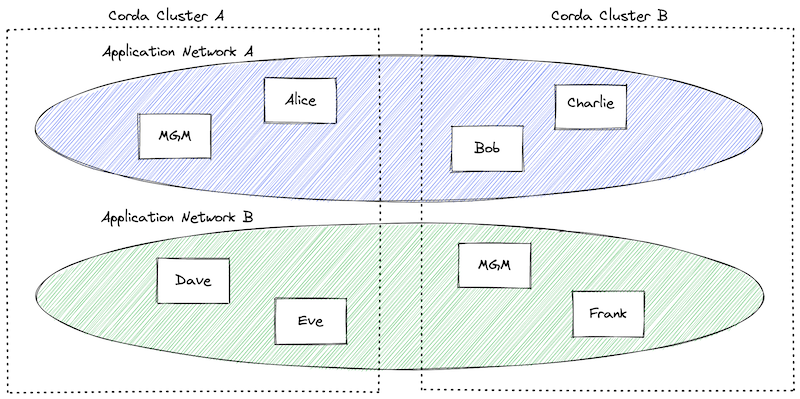 Corda Cluster A
Corda Cluster B
Application Network A
Alice
Charlie
MGM
Bob
Application Network B
Dave
MGM
Eve
Frank